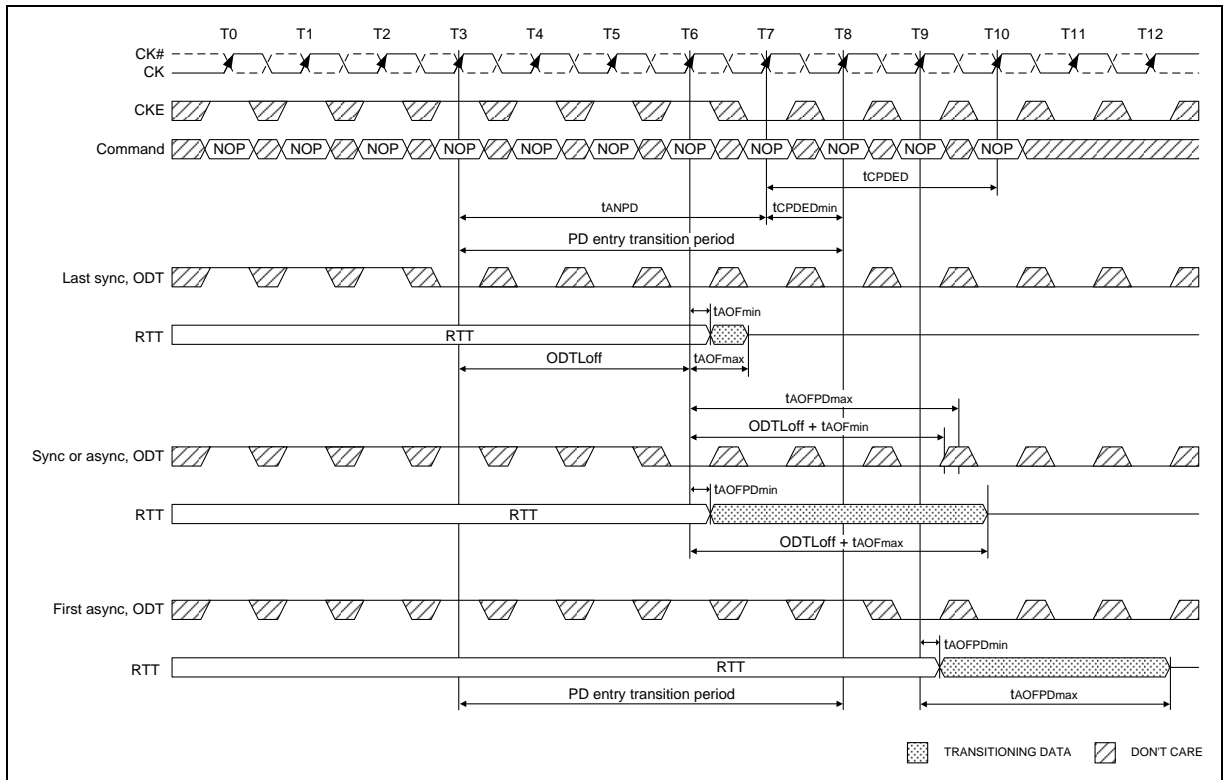 T0 T1 T2 T3 T4 T5 T6 T7 T8 T9 T10 T11 T12
CK#
CK
CKE
Command NOP NOP NOP NOP NOP NOP NOP NOP NOP NOP NOP
tCPDED
tANPD tCPDEDmin
PD entry transition period
Last sync, ODT
tAOFmin
RTT RTT
ODTLoff tAOFmax
tAOFPDmax
ODTLoff + tAOFmin
Sync or async, ODT
tAOFPDmin
RTT RTT
ODTLoff + tAOFmax
First async, ODT
tAOFPDmin
RTT RTT
PD entry transition period tAOFPDmax
TRANSITIONING DATA DON'T CARE